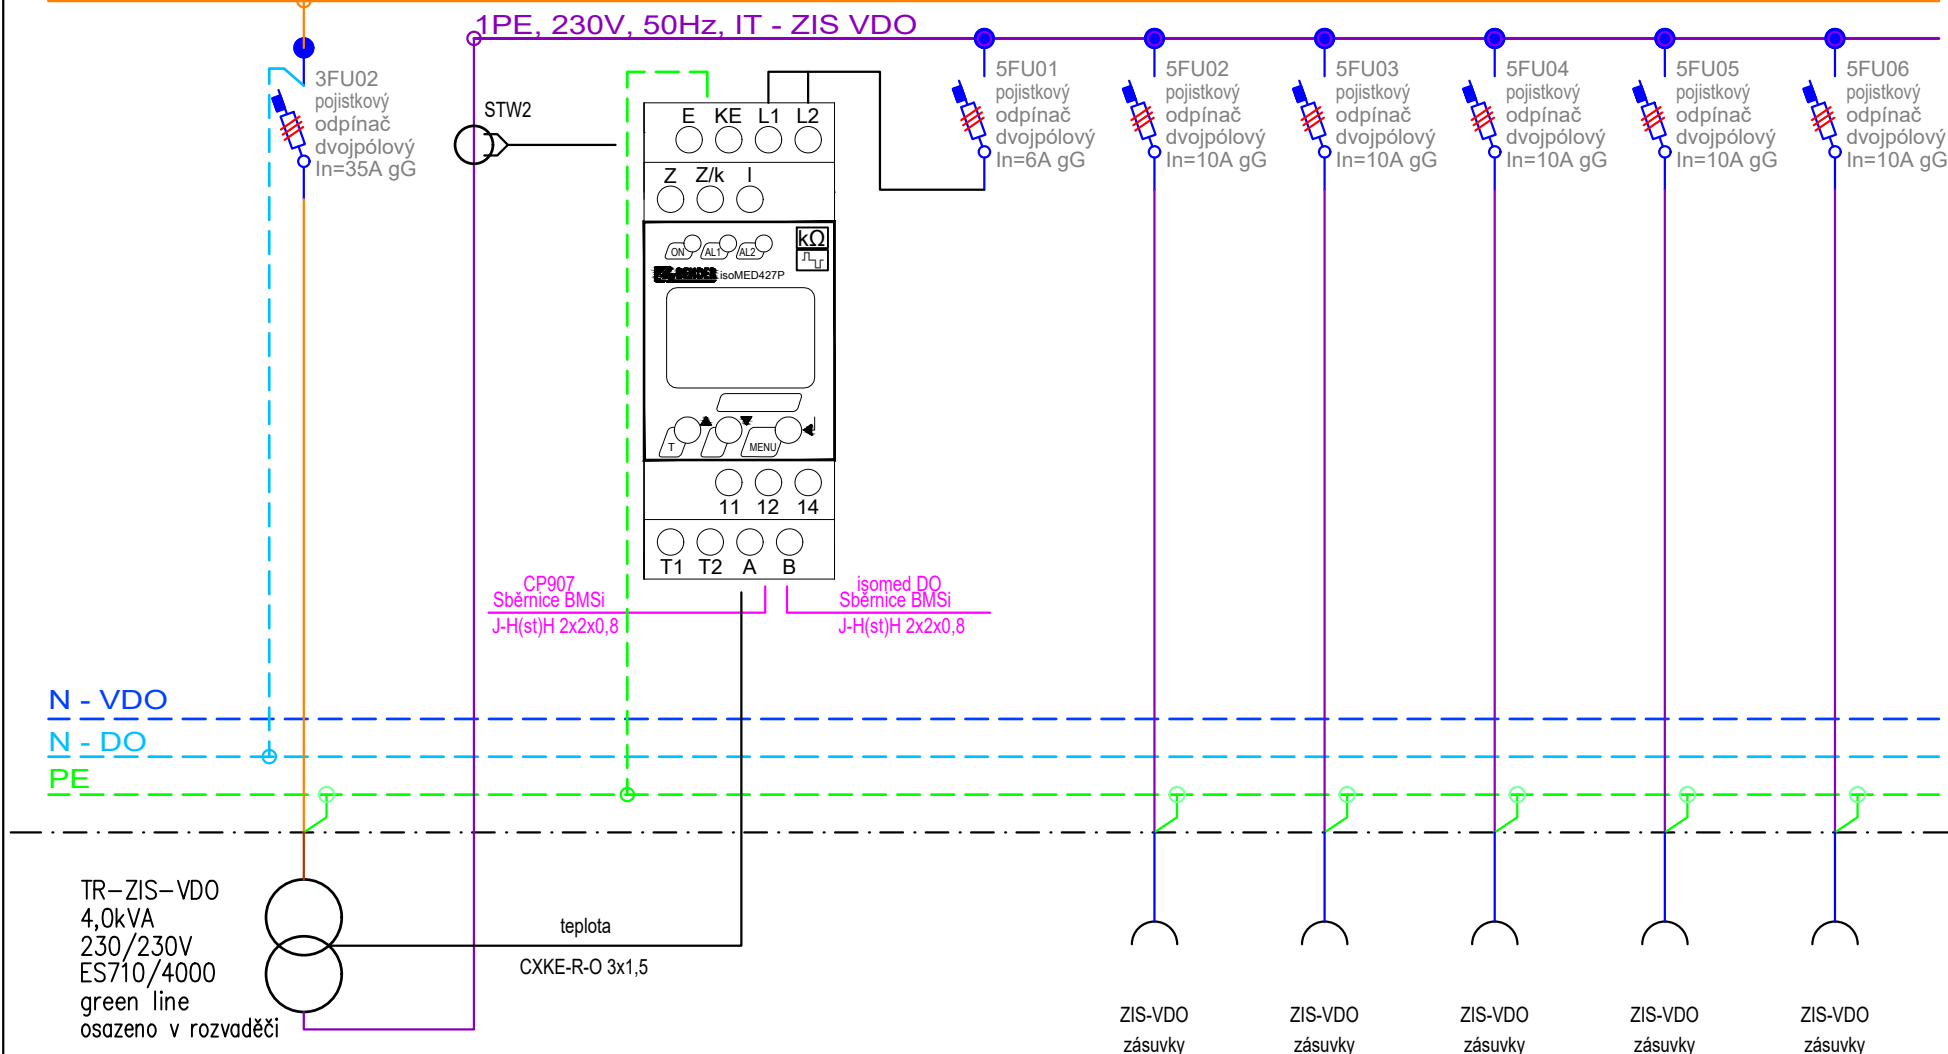 1PE, 230V, 50Hz, IT - ZIS VDO
3FU02
pojistkový
odpínač
dvojpólový
In=35A gG
STW2
E KE L1 L2
Z Z/k I
ON AL1 AL2
kΩ
BENDER isoMED427P
T MENU
11 12 14
T1 T2 A B
5FU01
pojistkový
odpínač
dvojpólový
In=6A gG
5FU02
pojistkový
odpínač
dvojpólový
In=10A gG
5FU03
pojistkový
odpínač
dvojpólový
In=10A gG
5FU04
pojistkový
odpínač
dvojpólový
In=10A gG
5FU05
pojistkový
odpínač
dvojpólový
In=10A gG
5FU06
pojistkový
odpínač
dvojpólový
In=10A gG
CP907
Sběrnice BMSi
J-H(st)H 2x2x0,8
isomed DO
Sběrnice BMSi
J-H(st)H 2x2x0,8
N - VDO
N - DO
PE
TR-ZIS-VDO
4,0kVA
230/230V
ES710/4000
green line
osazeno v rozvaděči
teplota
CXKE-R-O 3x1,5
ZIS-VDO
zásuvky
ZIS-VDO
zásuvky
ZIS-VDO
zásuvky
ZIS-VDO
zásuvky
ZIS-VDO
zásuvky